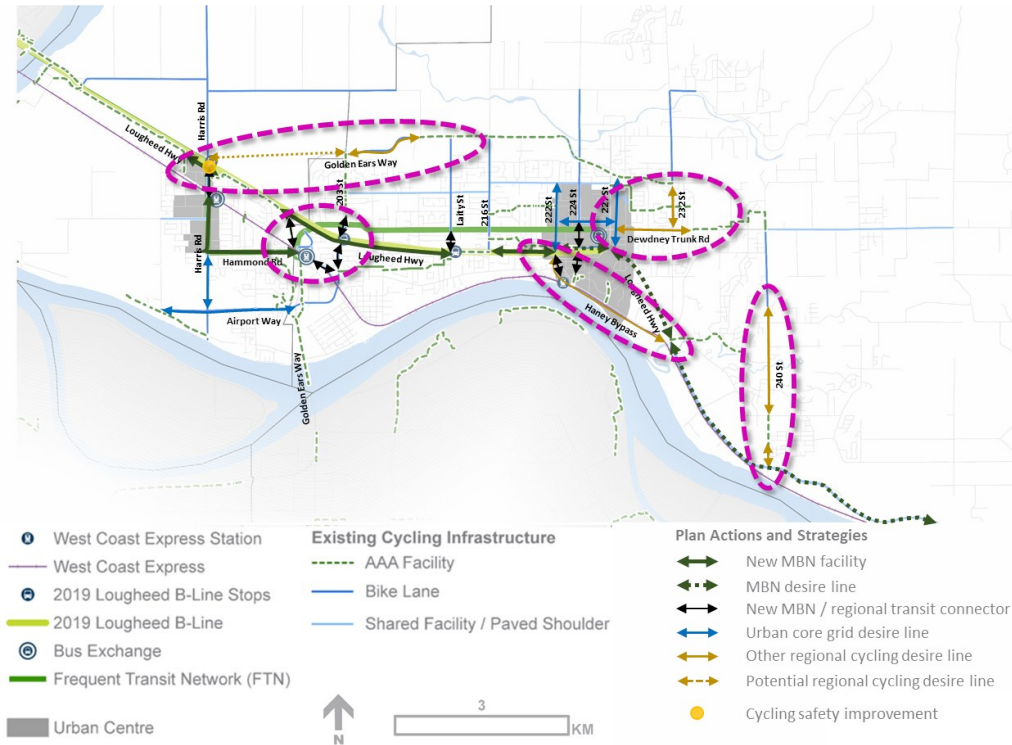 Harris Rd
Lougheed Hwy
Golden Ears Way
203 St
Laity St
216 St
222 St
224 St
227 St
232 St
Dewdney Trunk Rd
Harris Rd
Hammond Rd
Lougheed Hwy
Lougheed Hwy
Haney Bypass
Airport Way
Golden Ears Way
240 St
West Coast Express Station
West Coast Express
2019 Lougheed B-Line Stops
2019 Lougheed B-Line
Bus Exchange
Frequent Transit Network (FTN)
Urban Centre
Existing Cycling Infrastructure
AAA Facility
Bike Lane
Shared Facility / Paved Shoulder
N
3
KM
Plan Actions and Strategies
New MBN facility
MBN desire line
New MBN / regional transit connector
Urban core grid desire line
Other regional cycling desire line
Potential regional cycling desire line
Cycling safety improvement